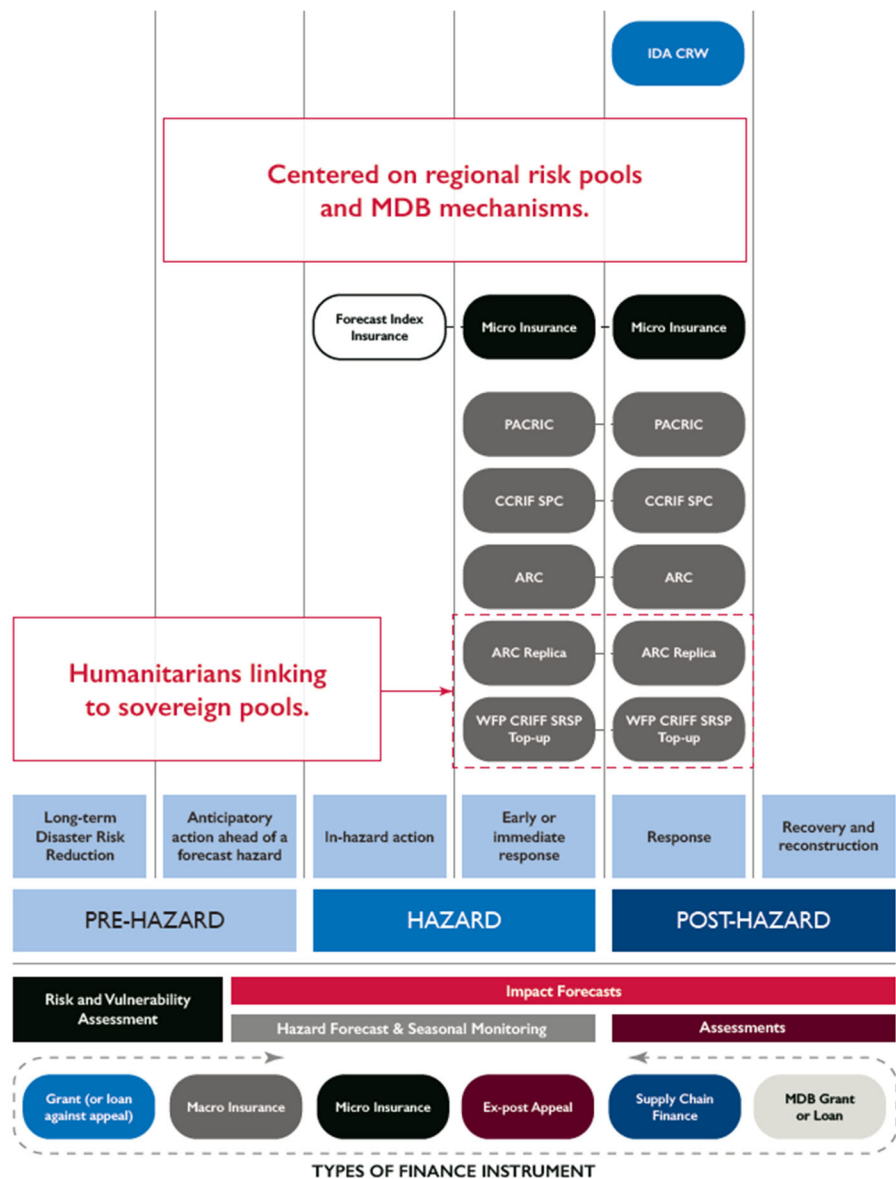 IDA CRW
Centered on regional risk pools
and MDB mechanisms.
Forecast Index
Insurance
Micro Insurance
Micro Insurance
PACRIC
PACRIC
CCRIF SPC
CCRIF SPC
ARC
ARC
Humanitarians linking
to sovereign pools.
ARC Replica
ARC Replica
WFP CRIFF SRSP
Top-up
WFP CRIFF SRSP
Top-up
Long-term
Disaster Risk
Reduction
Anticipatory
action ahead of a
forecast hazard
In-hazard action
Early or
immediate
response
Response
Recovery and
reconstruction
PRE-HAZARD
HAZARD
POST-HAZARD
Risk and Vulnerability
Assessment
Impact Forecasts
Hazard Forecast & Seasonal Monitoring
Assessments
Grant (or loan
against appeal)
Macro Insurance
Micro Insurance
Ex-post Appeal
Supply Chain
Finance
MDB Grant
or Loan
TYPES OF FINANCE INSTRUMENT